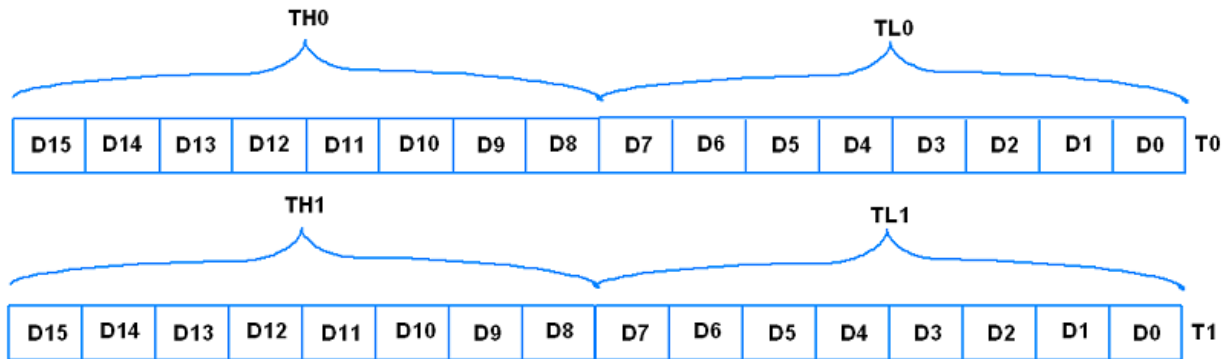 TH0 TL0
D15 D14 D13 D12 D11 D10 D9 D8 D7 D6 D5 D4 D3 D2 D1 D0 T0
TH1 TL1
D15 D14 D13 D12 D11 D10 D9 D8 D7 D6 D5 D4 D3 D2 D1 D0 T1